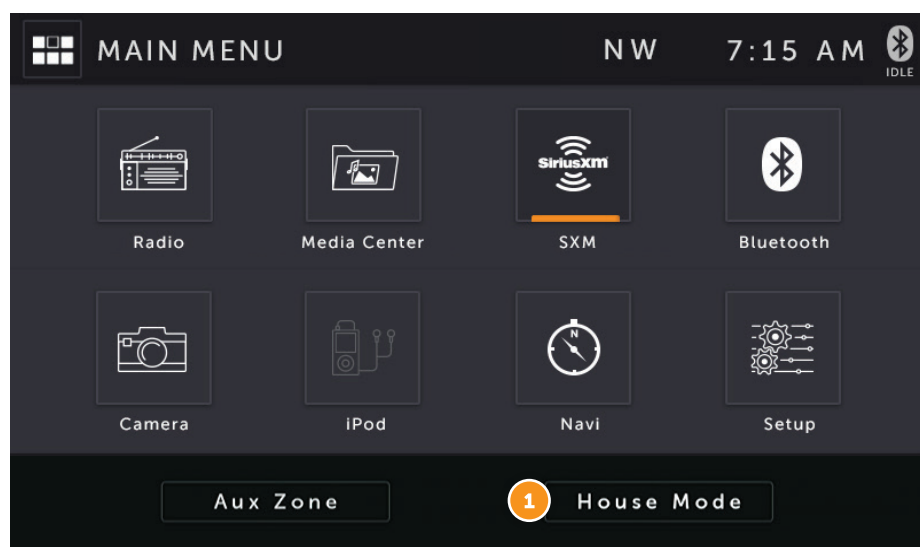 MAIN MENU NW 7:15 AM
IDLE
SiriusXM
Radio Media Center SXM Bluetooth
N
Camera iPod Navi Setup
Aux Zone 1 House Mode